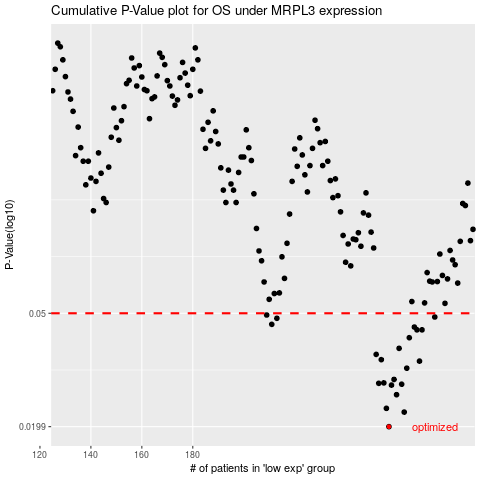 Cumulative P-Value plot for OS under MRPL3 expression
P-Value(log10)
0.05
0.0199
optimized
120 140 160 180
# of patients in 'low exp' group